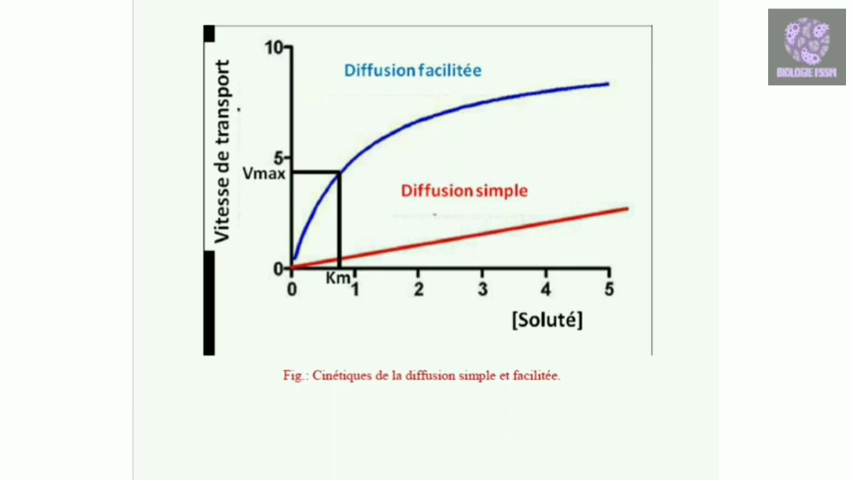 BIOLOGIE FSSM
Vitesse de transport
10
Diffusion facilitée
5
Vmax
Diffusion simple
0
Km
0 1 2 3 4 5
[Soluté]
Fig.: Cinétiques de la diffusion simple et facilitée.